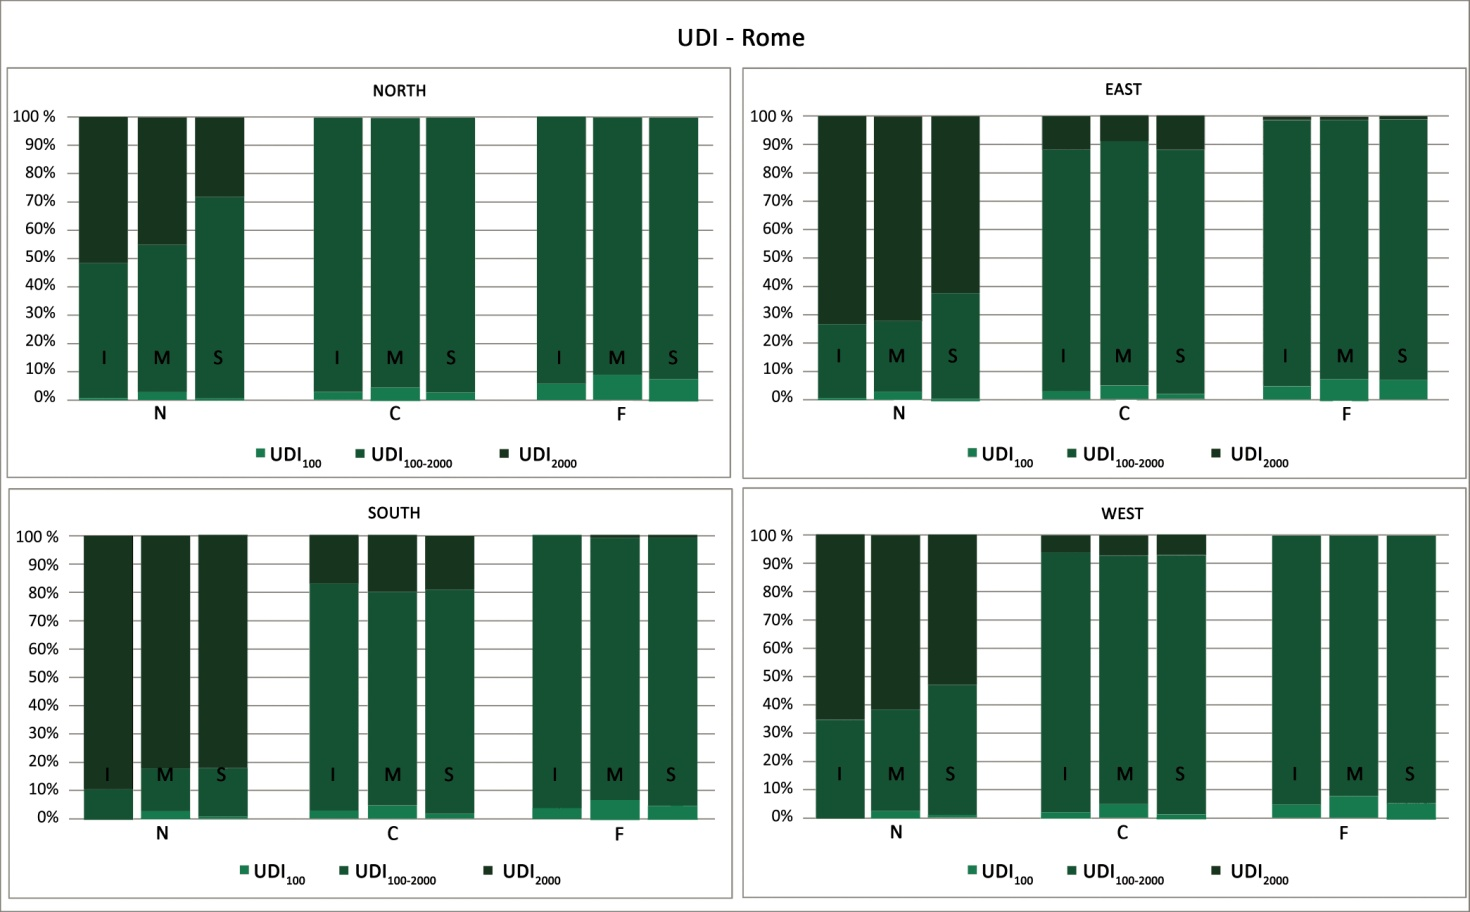 UDI - Rome
NORTH
100 %
90%
80%
70%
60%
50%
40%
30%
20%
10%
0%
I M S I M S I M S
N C F
UDI100 UDI100-2000 UDI2000
EAST
100 %
90%
80%
70%
60%
50%
40%
30%
20%
10%
0%
I M S I M S I M S
N C F
UDI100 UDI100-2000 UDI2000
SOUTH
100 %
90%
80%
70%
60%
50%
40%
30%
20%
10%
0%
I M S I M S I M S
N C F
UDI100 UDI100-2000 UDI2000
WEST
100 %
90%
80%
70%
60%
50%
40%
30%
20%
10%
0%
I M S I M S I M S
N C F
UDI100 UDI100-2000 UDI2000